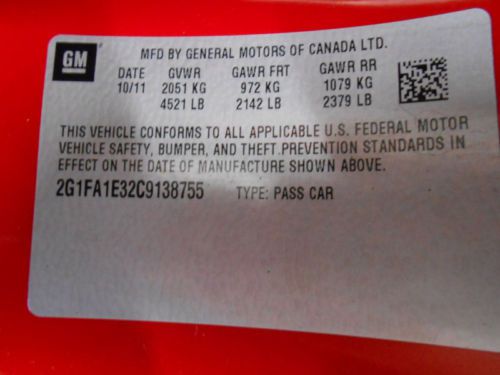 GM
MFD BY GENERAL MOTORS OF CANADA LTD.
DATE GVWR GAWR FRT GAWR RR
10/11 2051 KG 972 KG 1079 KG
4521 LB 2142 LB 2379 LB
THIS VEHICLE CONFORMS TO ALL APPLICABLE U.S. FEDERAL MOTOR
VEHICLE SAFETY, BUMPER, AND THEFT PREVENTION STANDARDS IN
EFFECT ON THE DATE OF MANUFACTURE SHOWN ABOVE.
2G1FA1E32C9138755 TYPE: PASS CAR